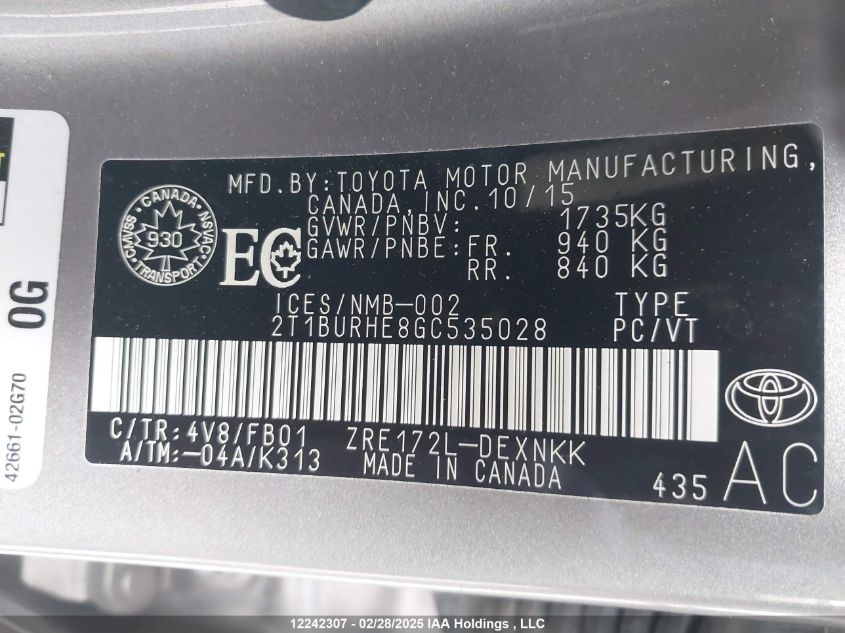 MFD.BY:TOYOTA MOTOR MANUFACTURING,
CANADA,INC.10/15
GVWR/PNBV: 1735KG
GAWR/PNBE:FR. 940 KG
RR. 840 KG
CANADA
CMVSS
NSVAC
930
TRANSPORT
EC
ICES/NMB-002 TYPE
2T1BURHE8GC535028 PC/VT
C/TR:4V8/FB01 ZRE172L-DEXNKK
A/TM:-04A/K313 MADE IN CANADA
435 AC
0G
42661-02G70
12242307 - 02/28/2025 IAA Holdings, LLC